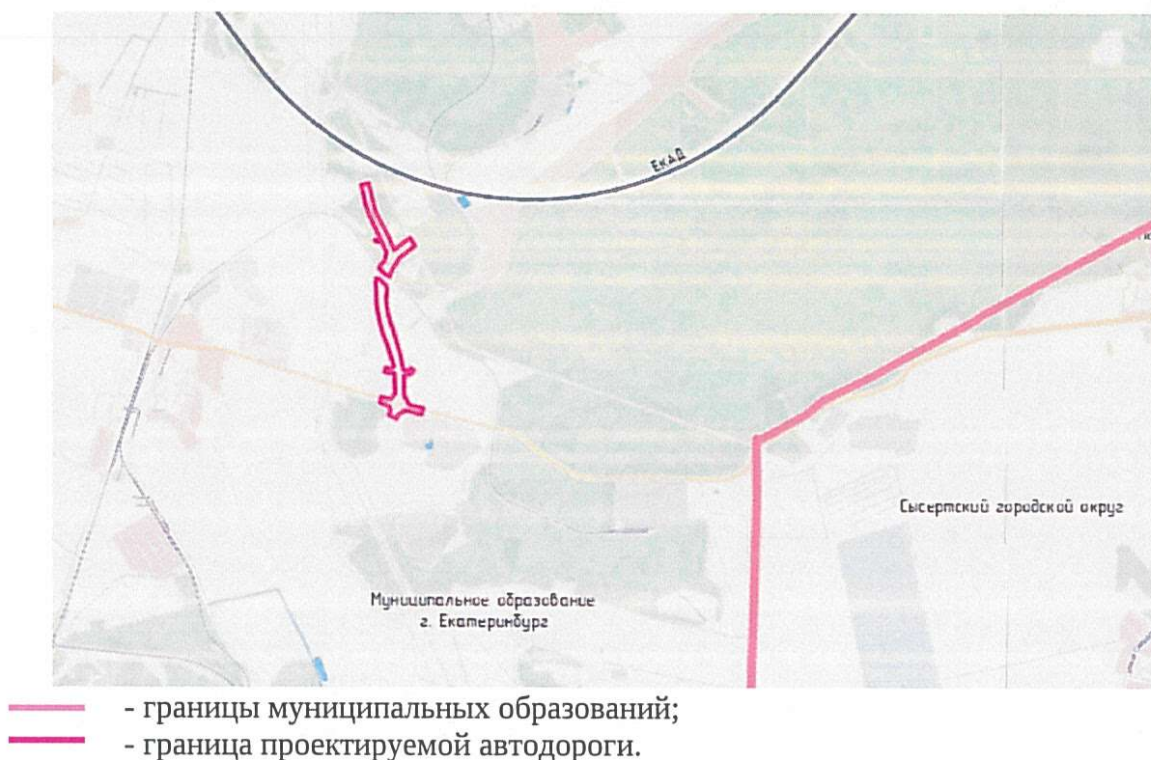 ЕКАД
Сысертский городской округ
Муниципальное образование
г. Екатеринбург
- границы муниципальных образований;
- граница проектируемой автодороги.